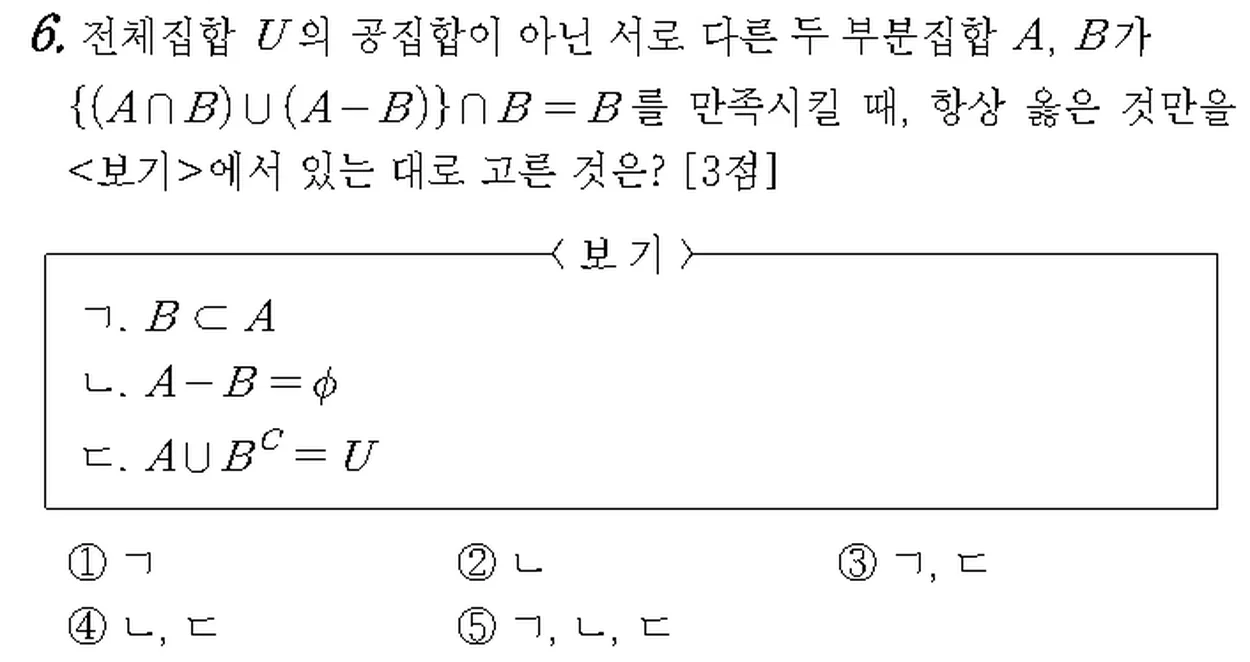 6. 전체집합 U의 공집합이 아닌 서로 다른 두 부분집합 A, B가
{(A∩B)∪(A−B)}∩B=B를 만족시킬 때, 항상 옳은 것만을
<보기>에서 있는 대로 고른 것은? [3점]
〈보기〉
ㄱ. B⊂A
ㄴ. A−B=ϕ
ㄷ. A∪B^C=U
① ㄱ ② ㄴ ③ ㄱ, ㄷ
④ ㄴ, ㄷ ⑤ ㄱ, ㄴ, ㄷ